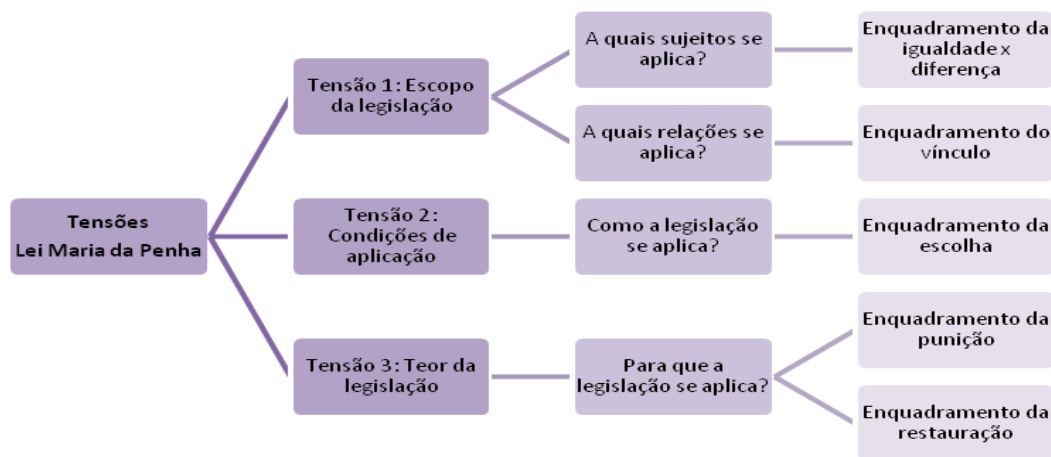 Tensões
Lei Maria da Penha
Tensão 1: Escopo
da legislação
A quais sujeitos se
aplica?
Enquadramento da
igualdade x
diferença
A quais relações se
aplica?
Enquadramento do
vínculo
Tensão 2:
Condições de
aplicação
Como a legislação
se aplica?
Enquadramento da
escolha
Tensão 3: Teor da
legislação
Para que a
legislação se aplica?
Enquadramento da
punição
Enquadramento da
restauração